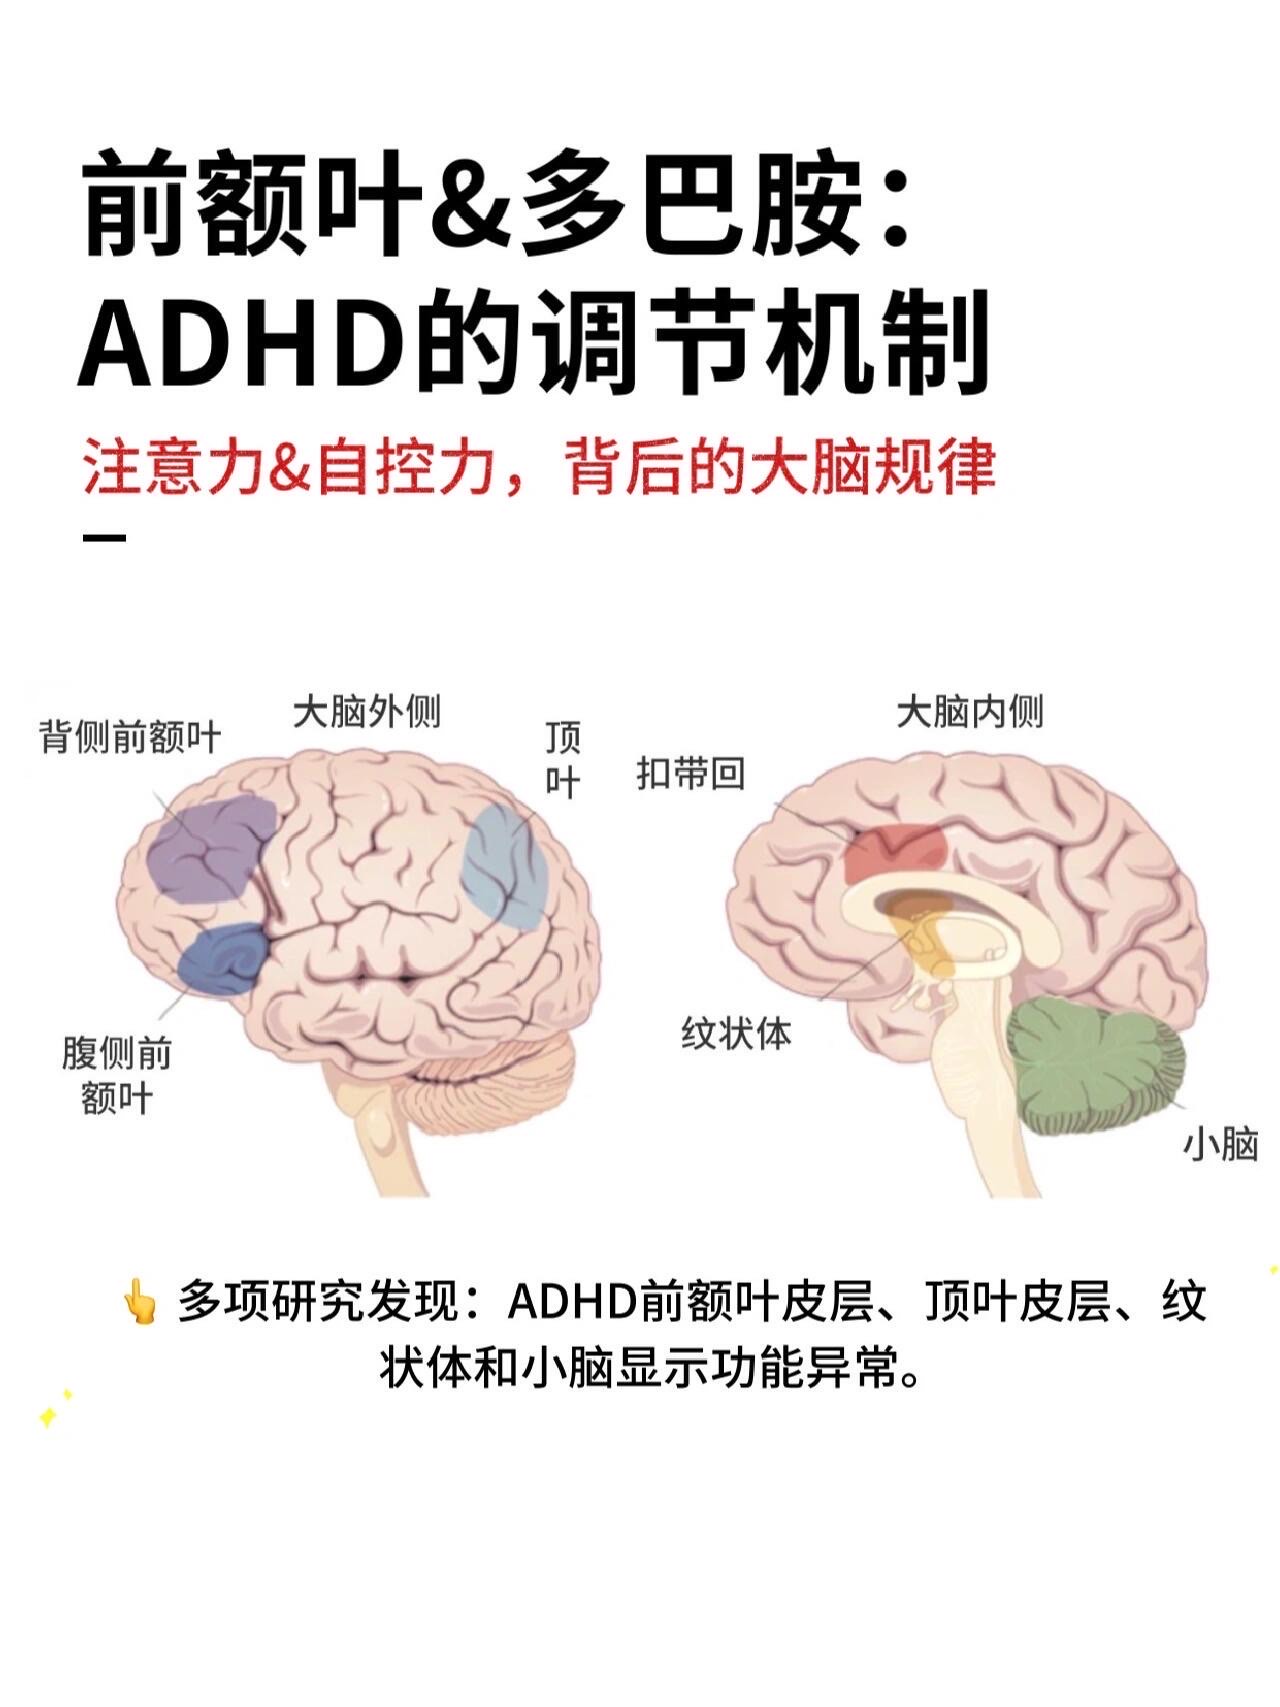 前额叶&多巴胺：
ADHD的调节机制
注意力&自控力，背后的大脑规律
大脑外侧
背侧前额叶
顶
叶
腹侧前
额叶
大脑内侧
扣带回
纹状体
小脑
👆 多项研究发现：ADHD前额叶皮层、顶叶皮层、纹
状体和小脑显示功能异常。